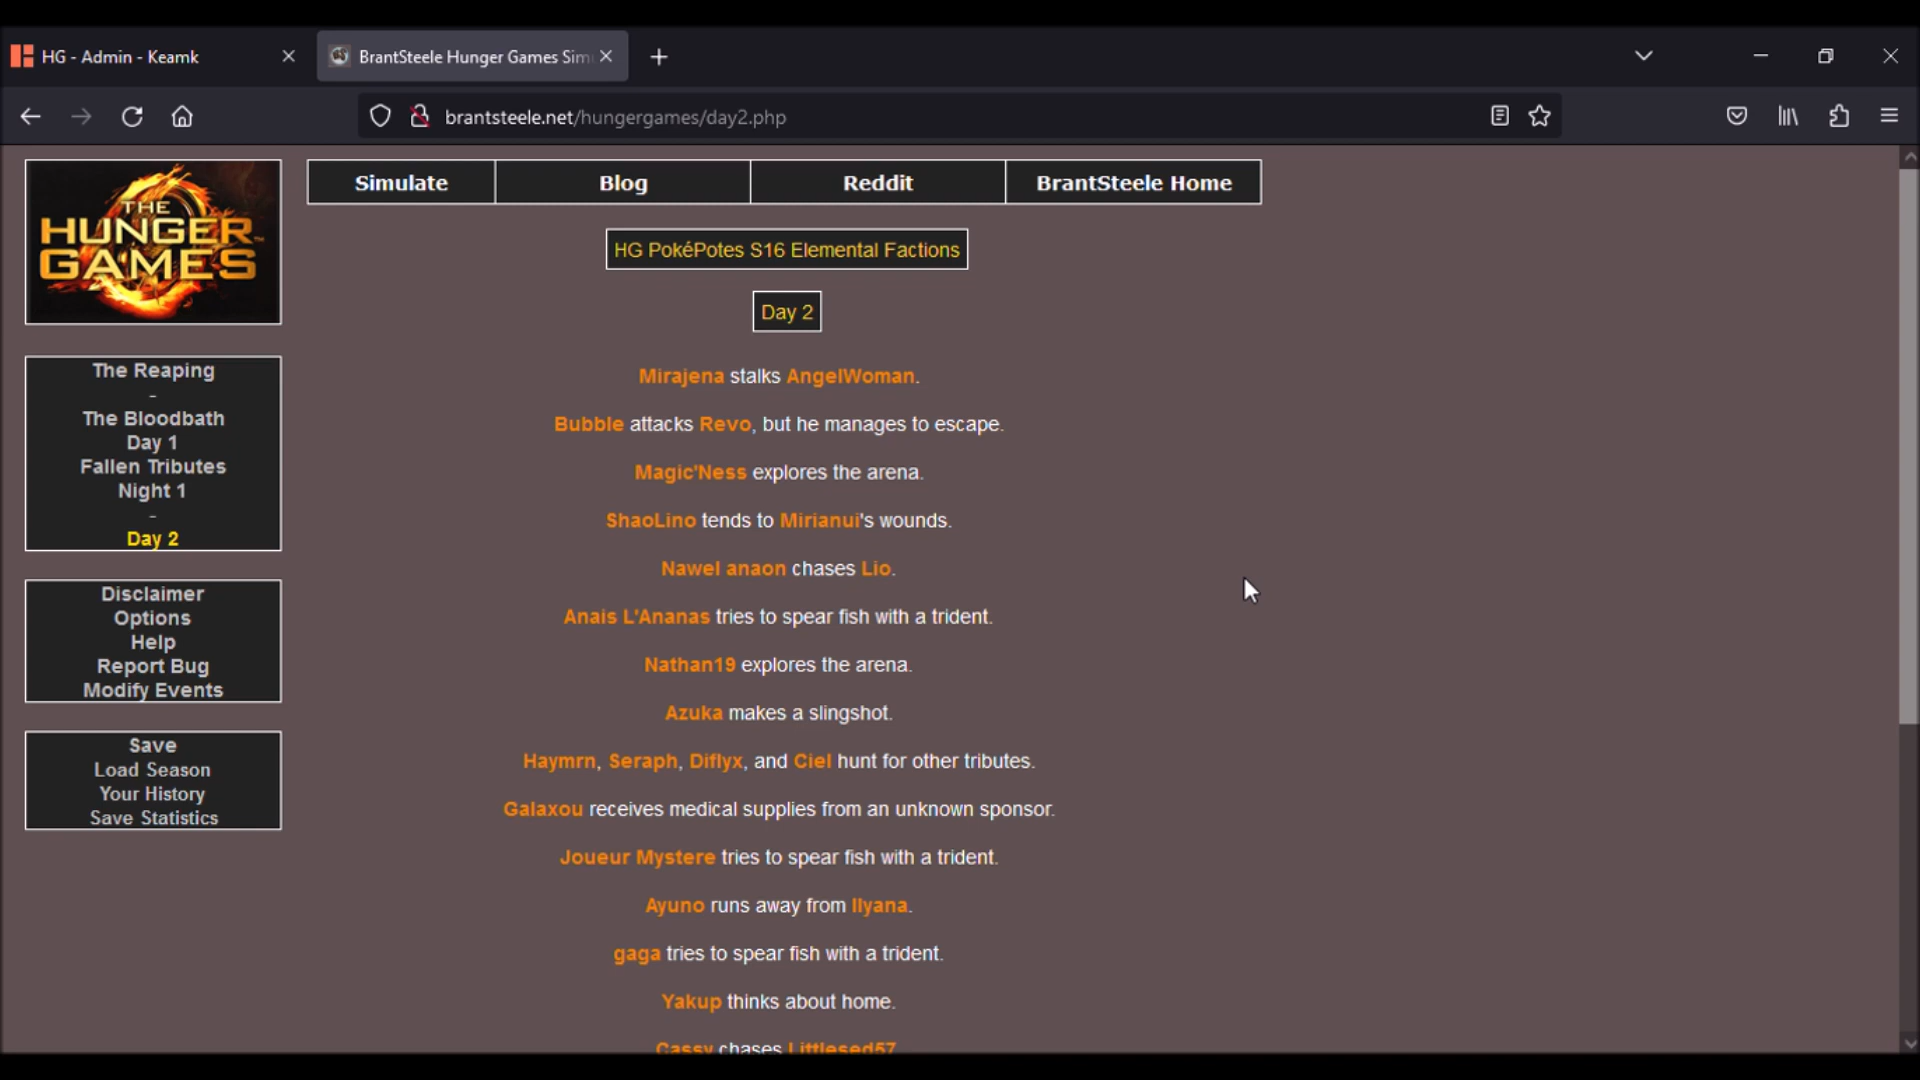 HG - Admin - Keamk
BrantSteele Hunger Games Sim
brantsteele.net/hungergames/day2.php
THE
HUNGER
GAMES
Simulate
Blog
Reddit
BrantSteele Home
HG PokéPotes S16 Elemental Factions
Day 2
The Reaping
-
The Bloodbath
Day 1
Fallen Tributes
Night 1
-
Day 2
Disclaimer
Options
Help
Report Bug
Modify Events
Save
Load Season
Your History
Save Statistics
Mirajena stalks AngelWoman.
Bubble attacks Revo, but he manages to escape.
Magic'Ness explores the arena.
ShaoLino tends to Mirianui's wounds.
Nawel anaon chases Lio.
Anais L'Ananas tries to spear fish with a trident.
Nathan19 explores the arena.
Azuka makes a slingshot.
Haymrn, Seraph, Diflyx, and Ciel hunt for other tributes.
Galaxou receives medical supplies from an unknown sponsor.
Joueur Mystere tries to spear fish with a trident.
Ayuno runs away from Ilyana.
gaga tries to spear fish with a trident.
Yakup thinks about home.
Cassy chases Littlesed57